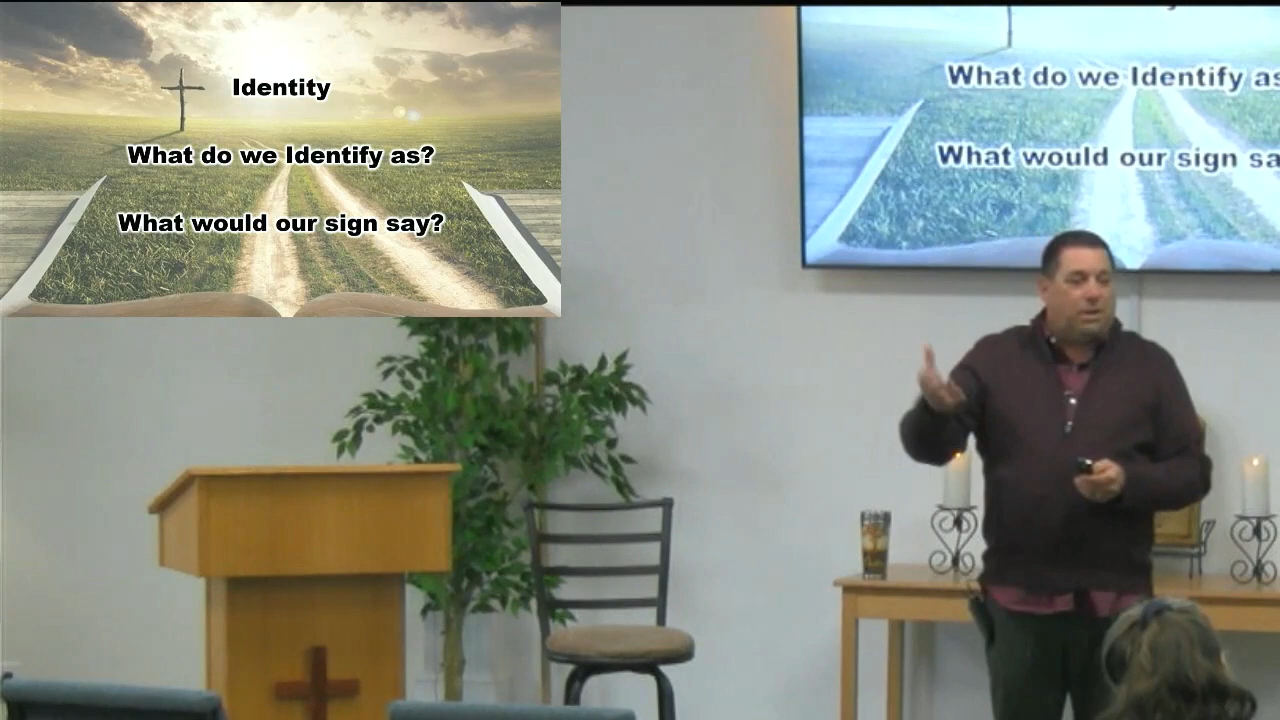 Identity
What do we Identify as?
What would our sign say?
What do we Identify as
What would our sign sa